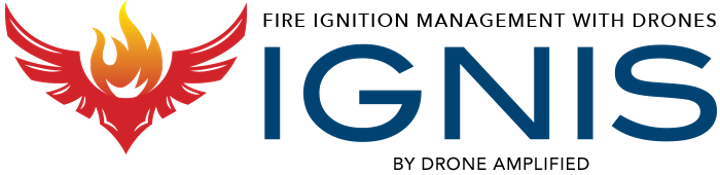 FIRE IGNITION MANAGEMENT WITH DRONES
IGNIS
BY DRONE AMPLIFIED